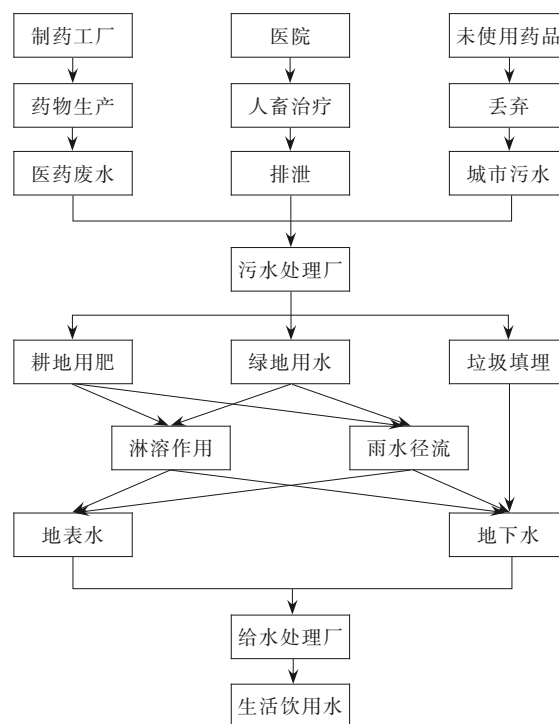 制药工厂
医院
未使用药品
药物生产
人畜治疗
丢弃
医药废水
排泄
城市污水
污水处理厂
耕地用肥
绿地用水
垃圾填埋
淋溶作用
雨水径流
地表水
地下水
给水处理厂
生活饮用水